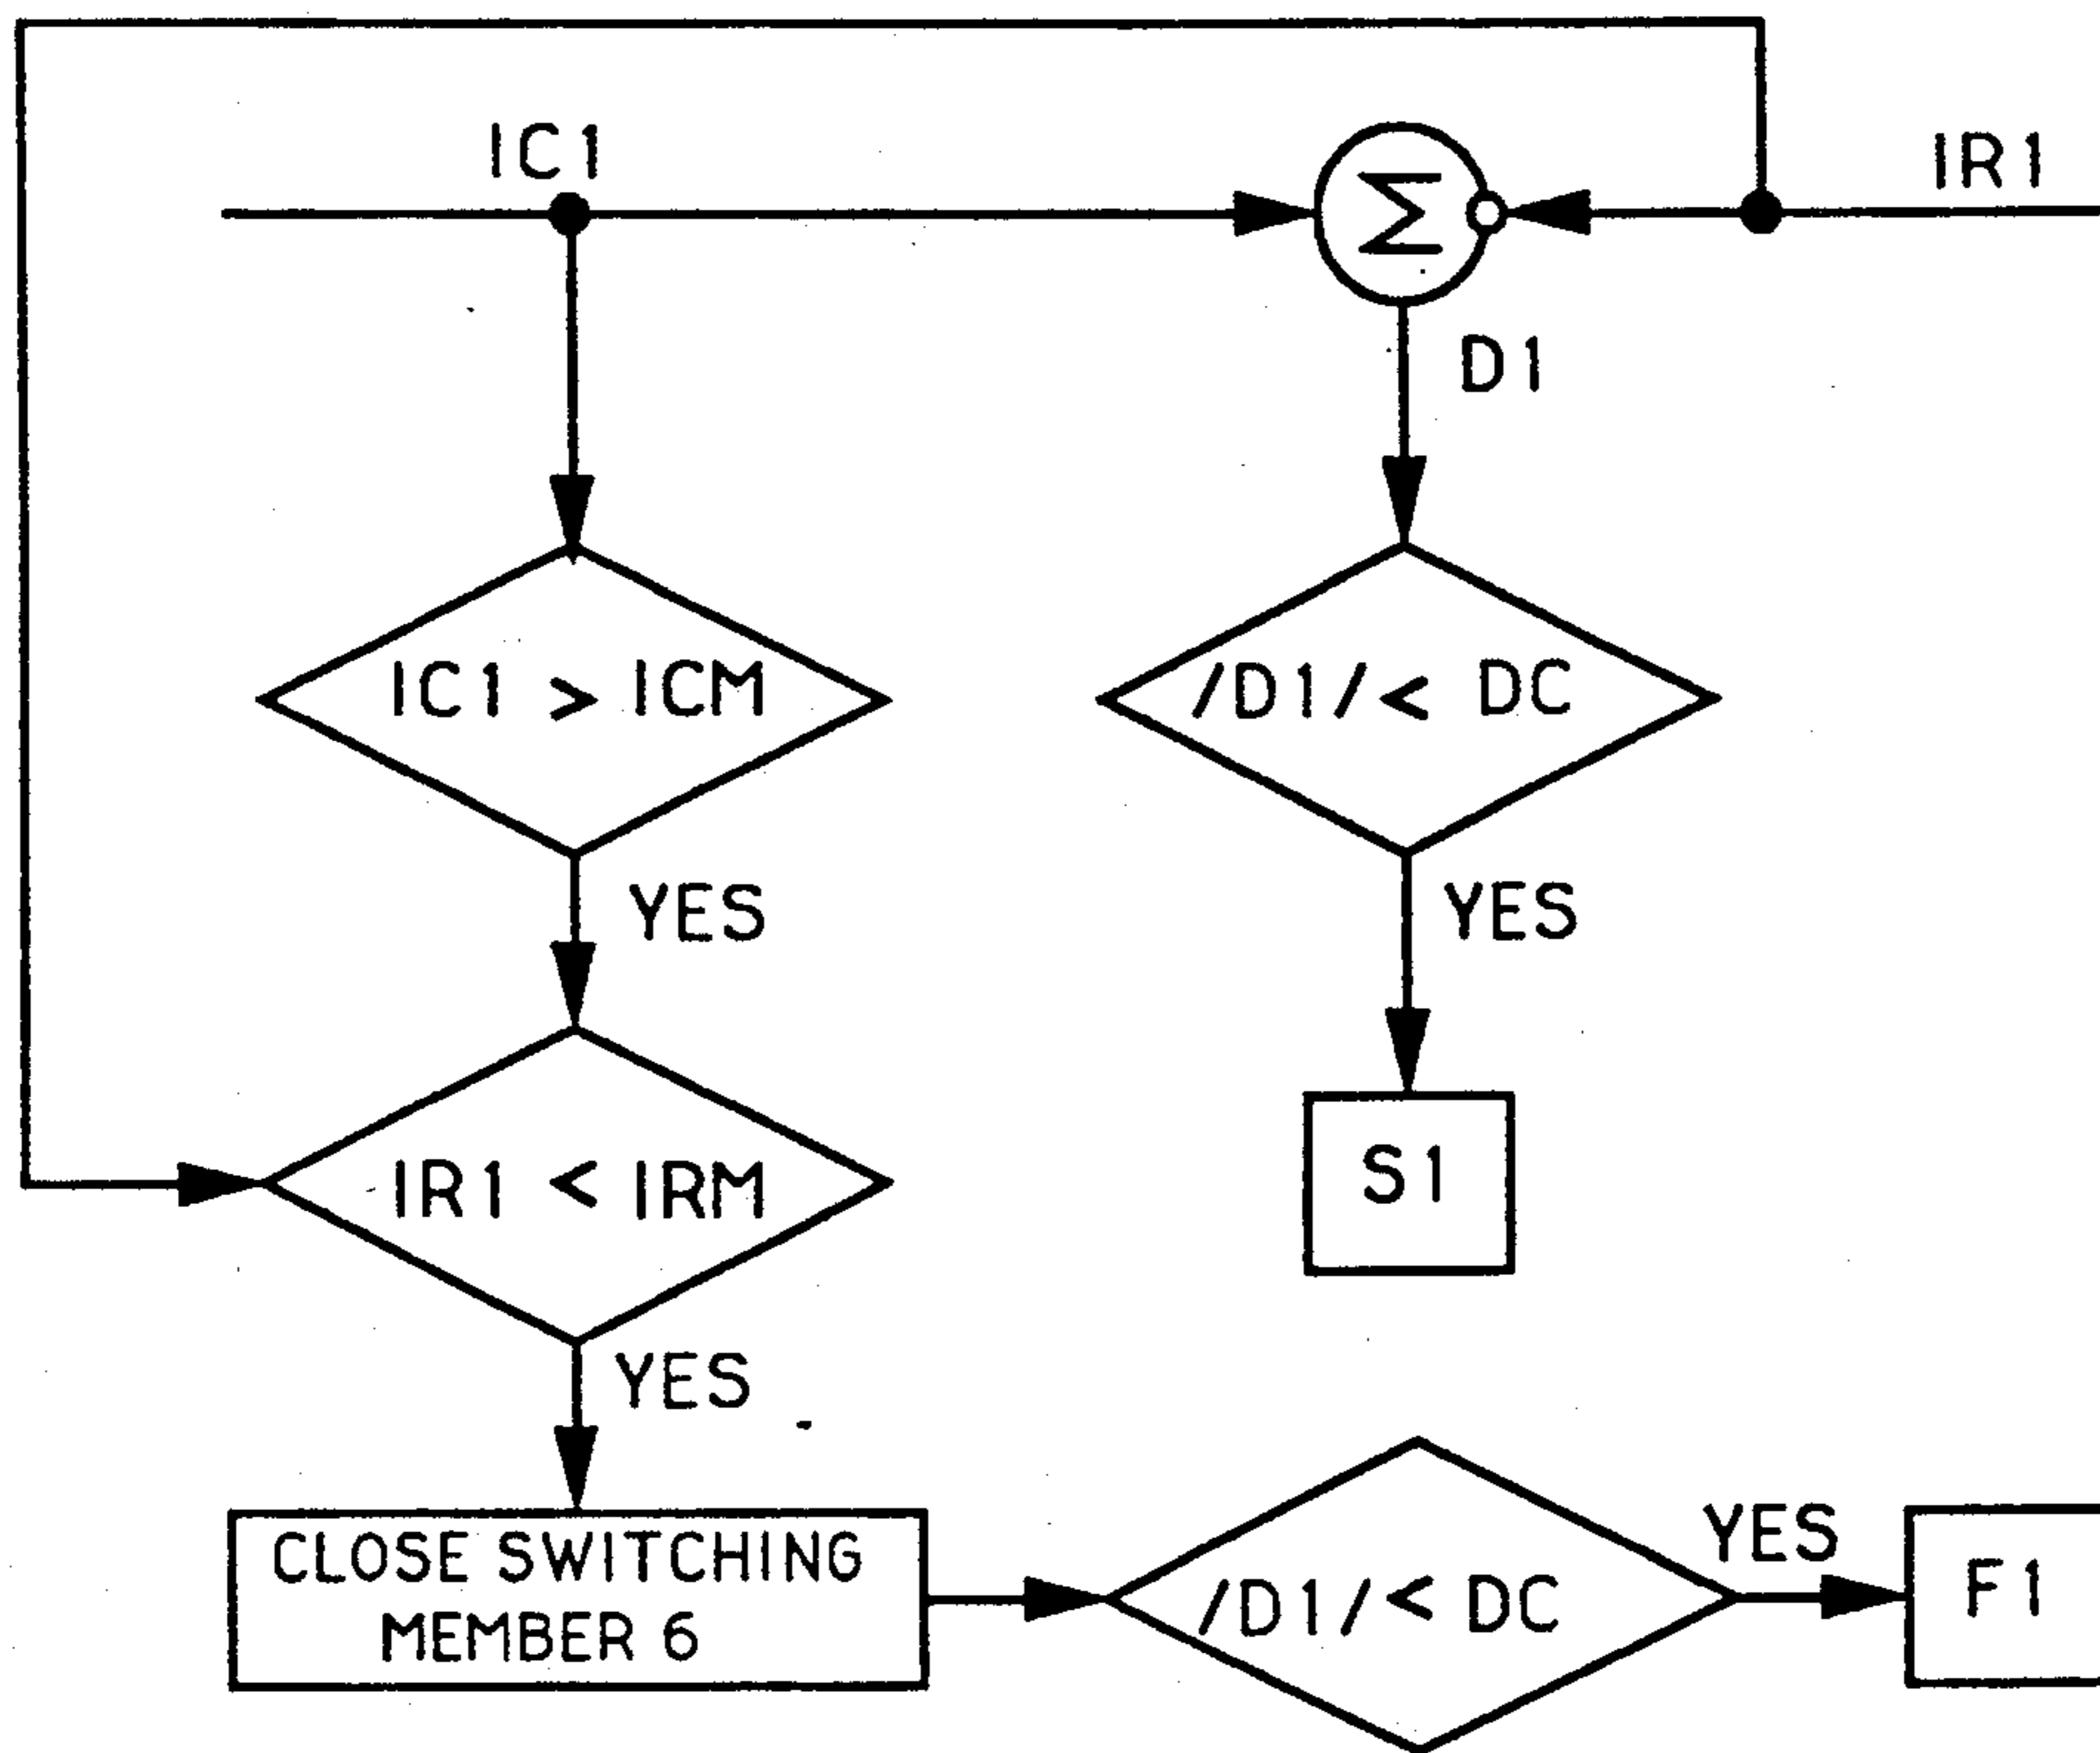 IC1
Σ
IR1
D1
IC1 > ICM
/D1/ < DC
YES
YES
IR1 < IRM
S1
YES
CLOSE SWITCHING
MEMBER 6
/D1/ < DC
YES
F1